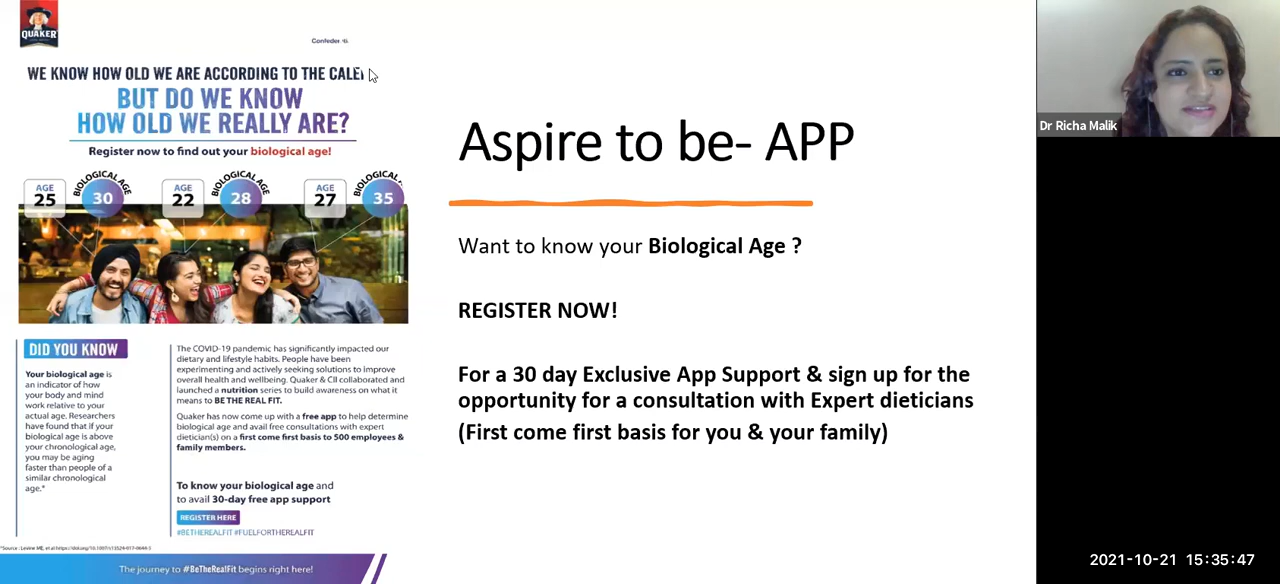 QUAKER
Confeder
WE KNOW HOW OLD WE ARE ACCORDING TO THE
BUT DO WE KNOW
HOW OLD WE REALLY ARE?
Register now to find out your biological age!
AGE
25
BIOLOGICAL AGE
30
AGE
22
BIOLOGICAL AGE
28
AGE
27
BIOLOGICAL
35
DID YOU KNOW
Your biological age is
an indicator of how
your body and mind
work relative to your
actual age. Researchers
have found that if your
biological age is above
your chronological age,
you may be aging
faster than people of a
similar chronological
age.*
The COVID-19 pandemic has significantly impacted our
dietary and lifestyle habits. People have been
experimenting and actively seeking solutions to improve
overall health and wellbeing. Quaker & CII collaborated and
launched a nutrition series to build awareness on what it
means to BE THE REAL FIT.
Quaker has now come up with a free app to help determine
biological age and avail free consultations with expert
dietician(s) on a first come first basis to 500 employees &
family members.
To know your biological age and
to avail 30-day free app support
REGISTER HERE
#BETHEREALFIT #FUELFORTHEREALFIT
*Source : Levine ME, et al
The journey to #BeTheRealFit begins right here!
Aspire to be- APP
Want to know your Biological Age ?
REGISTER NOW!
For a 30 day Exclusive App Support & sign up for the
opportunity for a consultation with Expert dieticians
(First come first basis for you & your family)
Dr Richa Malik
2021-10-21 15:35:47